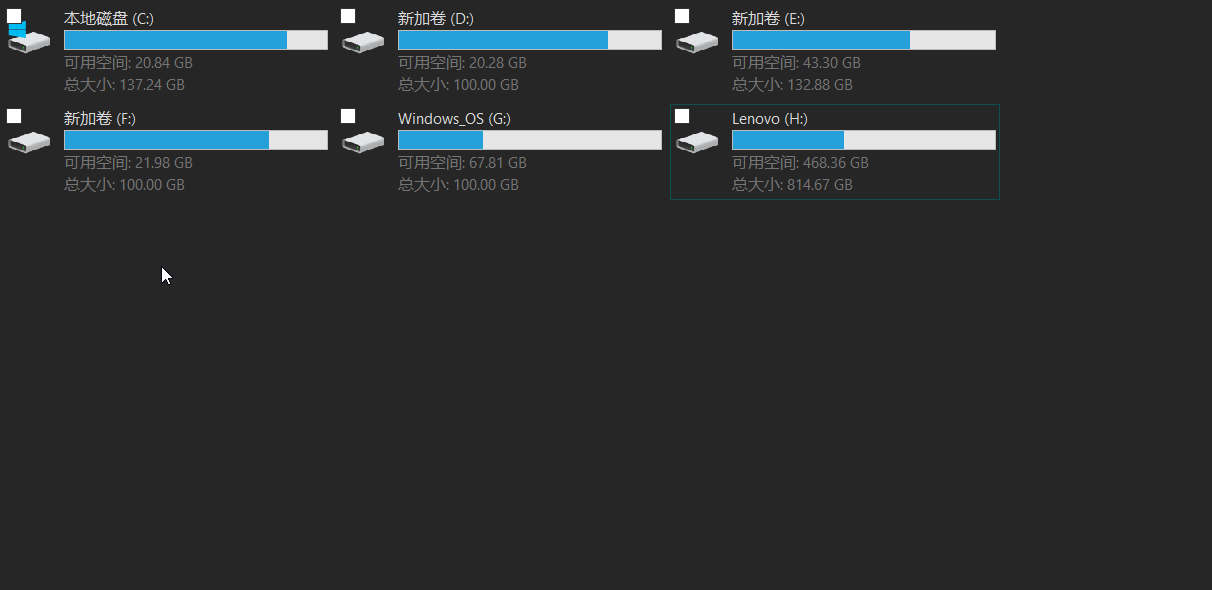 本地磁盘 (C:)
可用空间: 20.84 GB
总大小: 137.24 GB
新加卷 (D:)
可用空间: 20.28 GB
总大小: 100.00 GB
新加卷 (E:)
可用空间: 43.30 GB
总大小: 132.88 GB
新加卷 (F:)
可用空间: 21.98 GB
总大小: 100.00 GB
Windows_OS (G:)
可用空间: 67.81 GB
总大小: 100.00 GB
Lenovo (H:)
可用空间: 468.36 GB
总大小: 814.67 GB